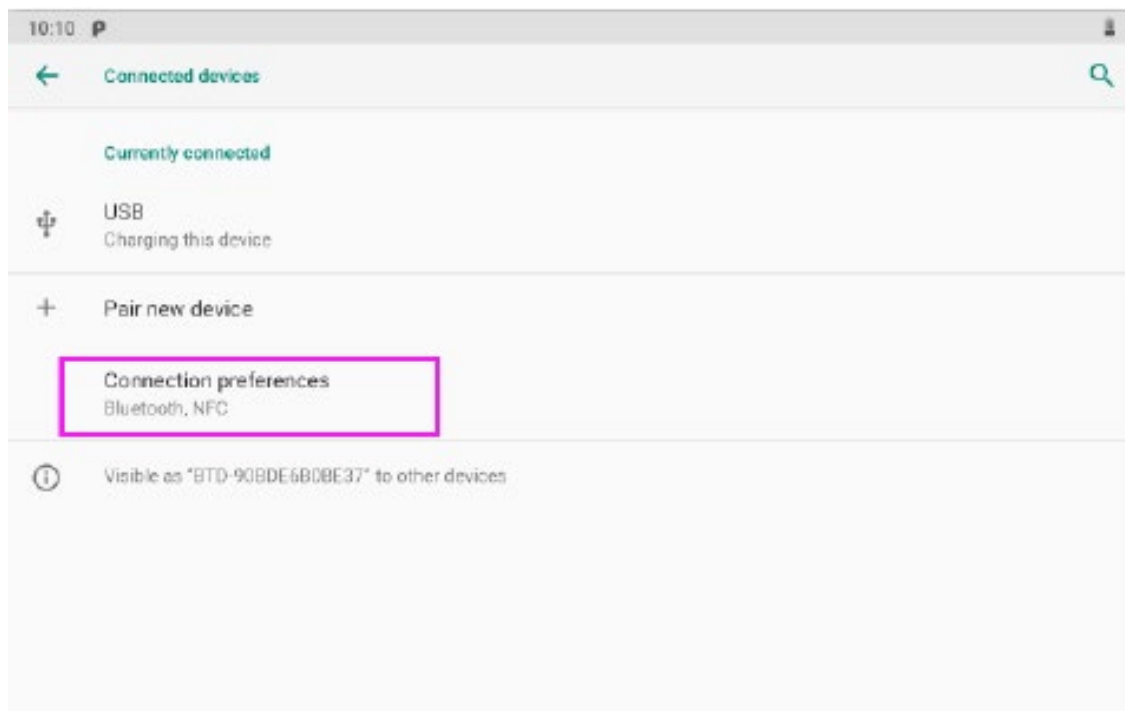 10:10 P
Connected devices
Currently connected
USB
Charging this device
Pair new device
Connection preferences
Bluetooth, NFC
Visible as "BTD-90BDE6B0BE37" to other devices